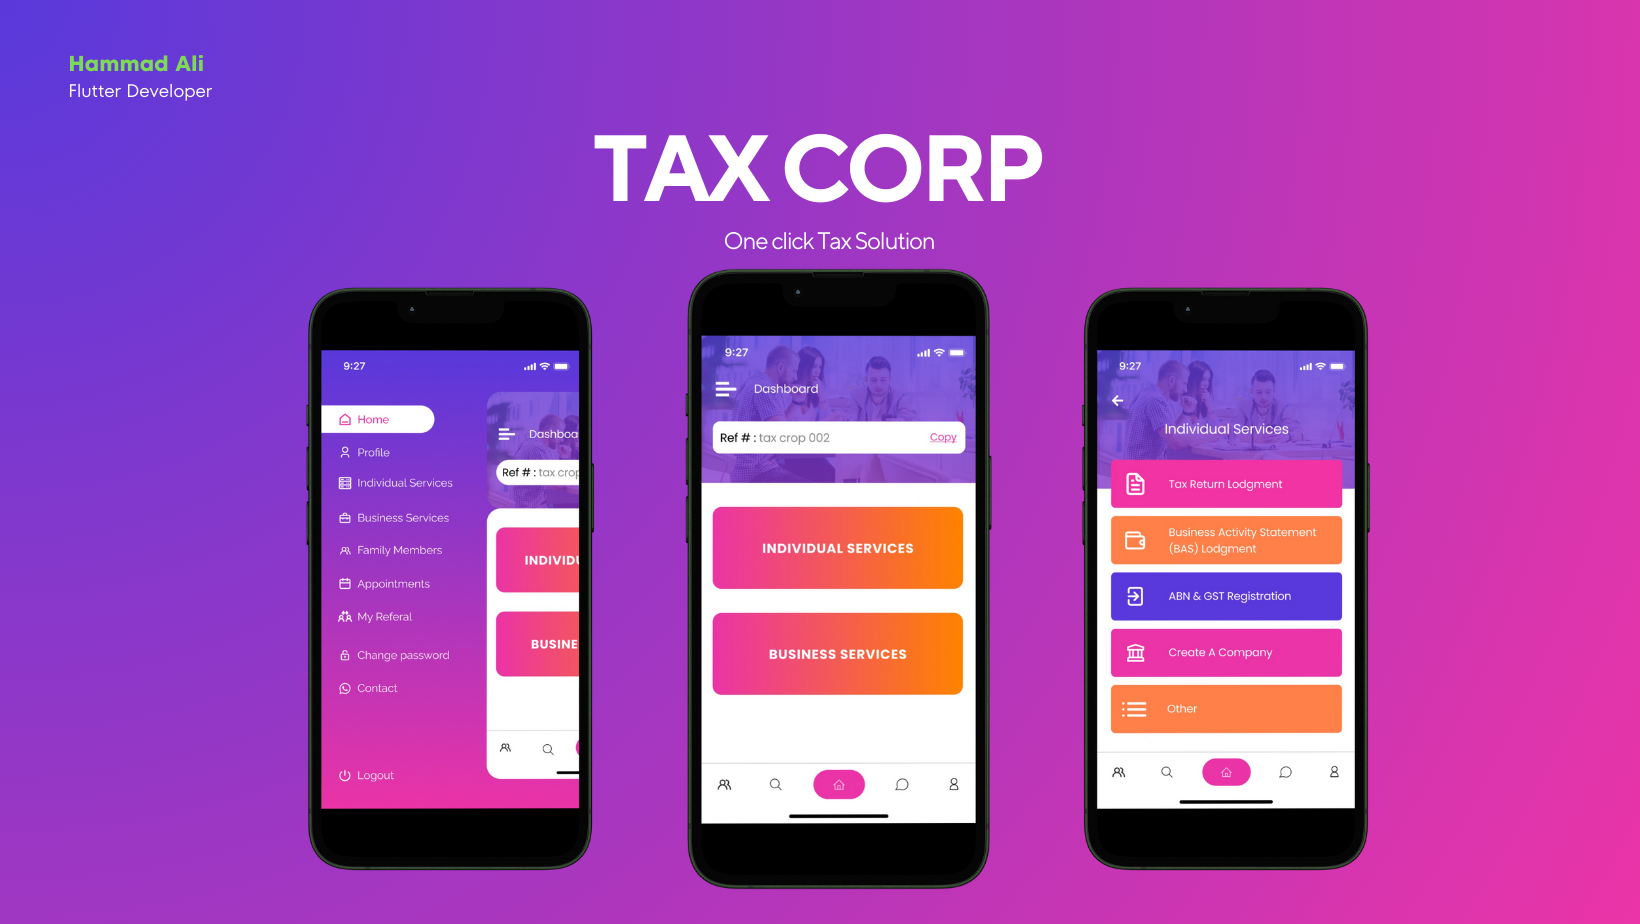 Hammad Ali
Flutter Developer
TAX CORP
One click Tax Solution
9:27
Home
Profile
Individual Services
Business Services
Family Members
Appointments
My Referal
Change password
Contact
Logout
Dashboa
Ref # : tax crop
INDIVIDU
BUSINE
9:27
Dashboard
Ref # : tax crop 002 Copy
INDIVIDUAL SERVICES
BUSINESS SERVICES
9:27
Individual Services
Tax Return Lodgment
Business Activity Statement
(BAS) Lodgment
ABN & GST Registration
Create A Company
Other